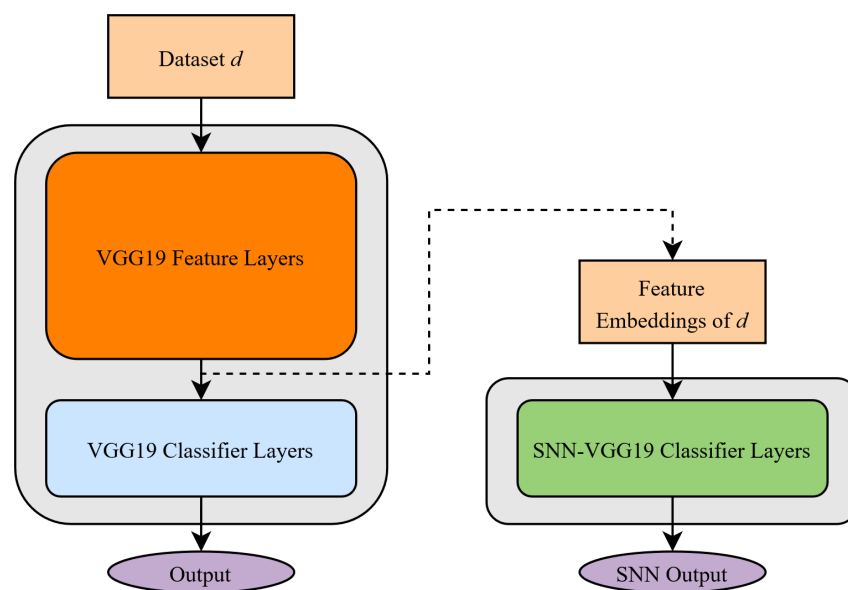 Dataset d
VGG19 Feature Layers
VGG19 Classifier Layers
Output
Feature
Embeddings of d
SNN-VGG19 Classifier Layers
SNN Output